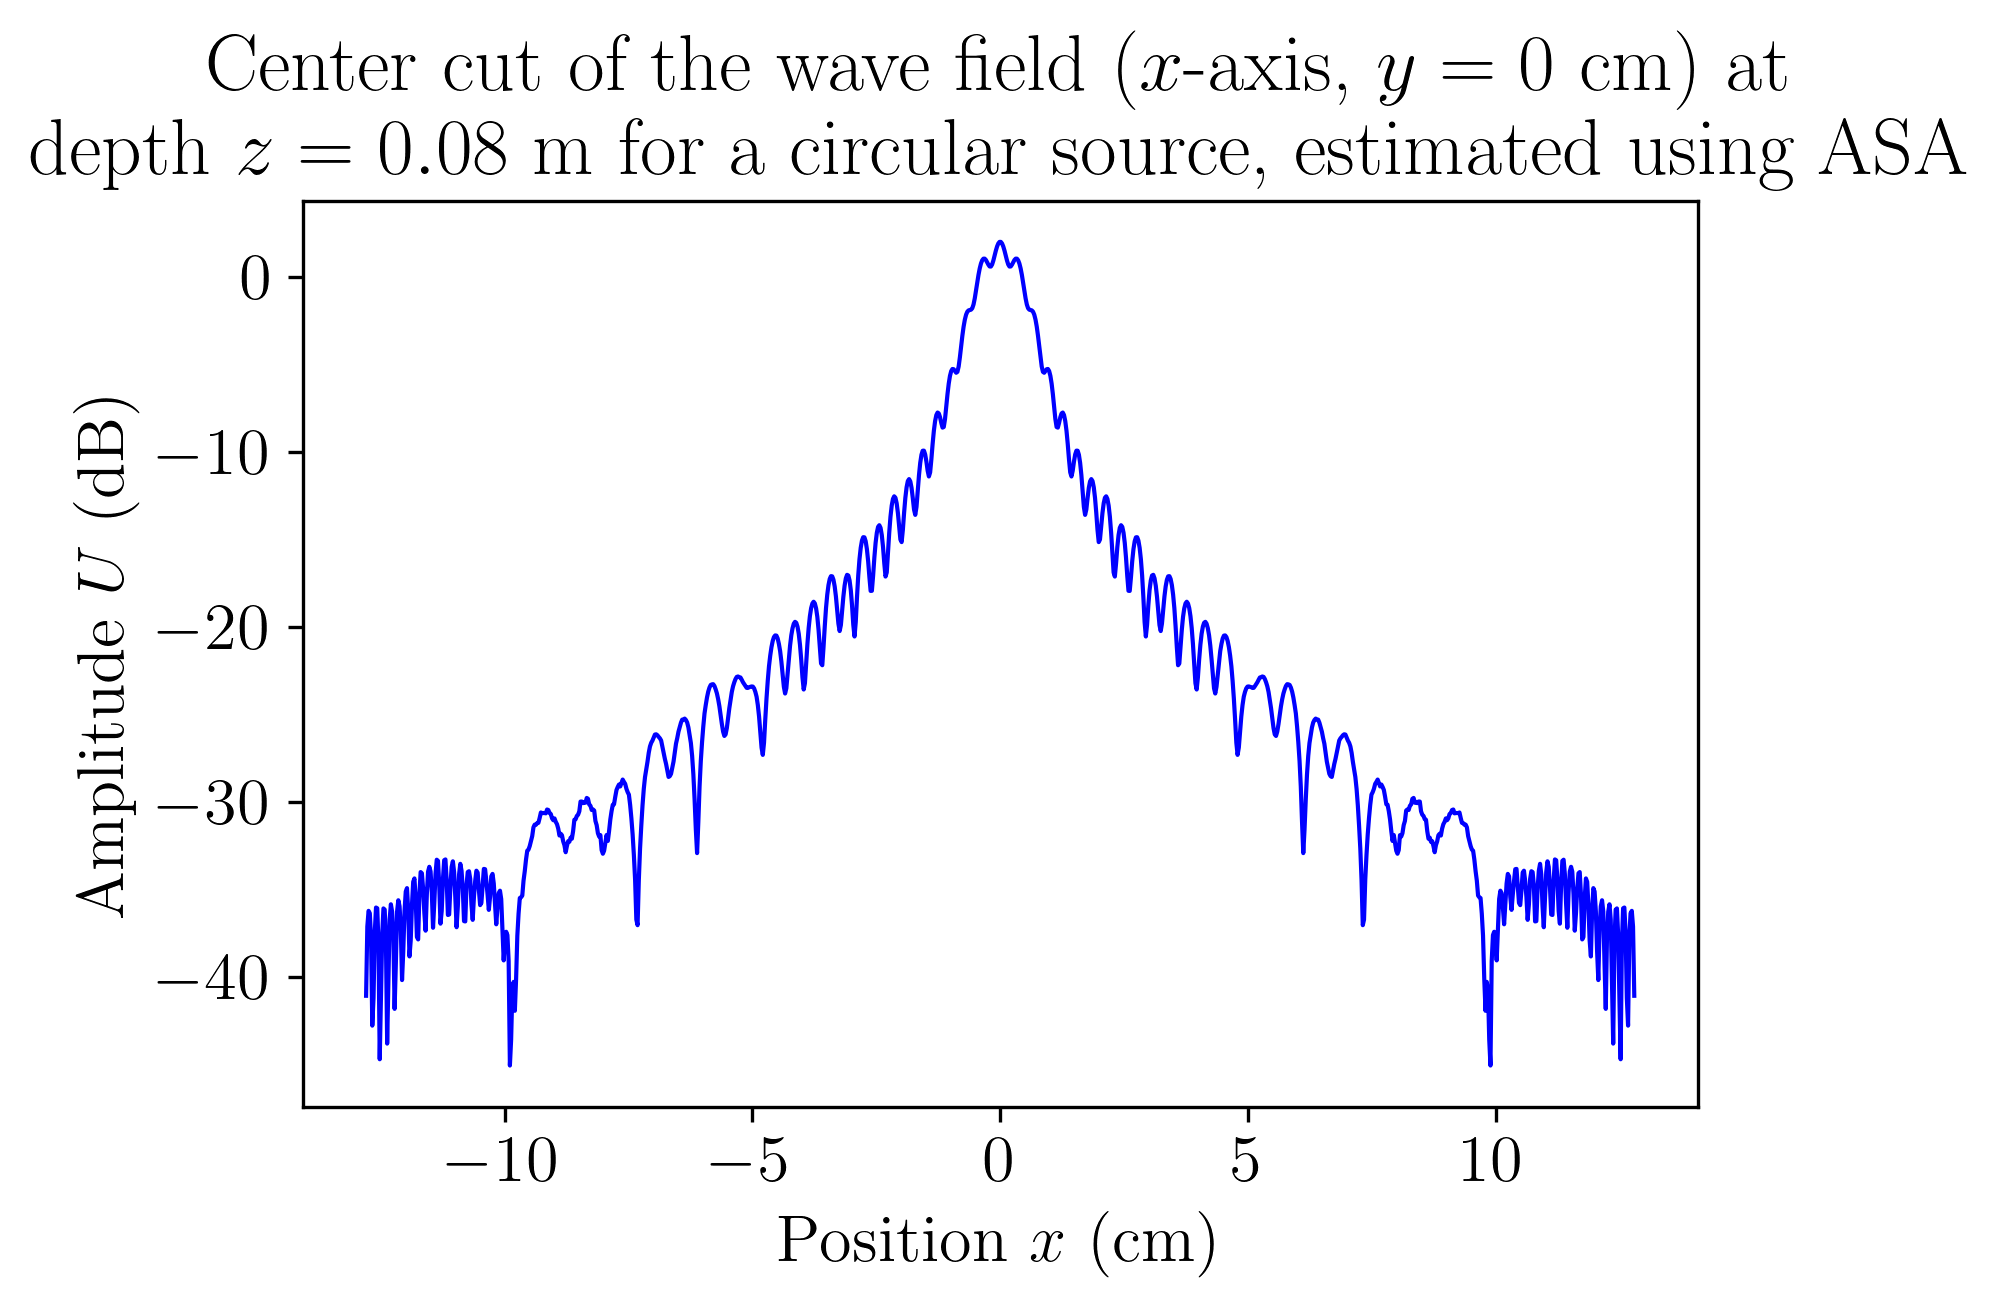 Center cut of the wave field (x-axis, y = 0 cm) at
depth z = 0.08 m for a circular source, estimated using ASA
Amplitude U (dB)
0
−10
−20
−30
−40
−10
−5
0
5
10
Position x (cm)